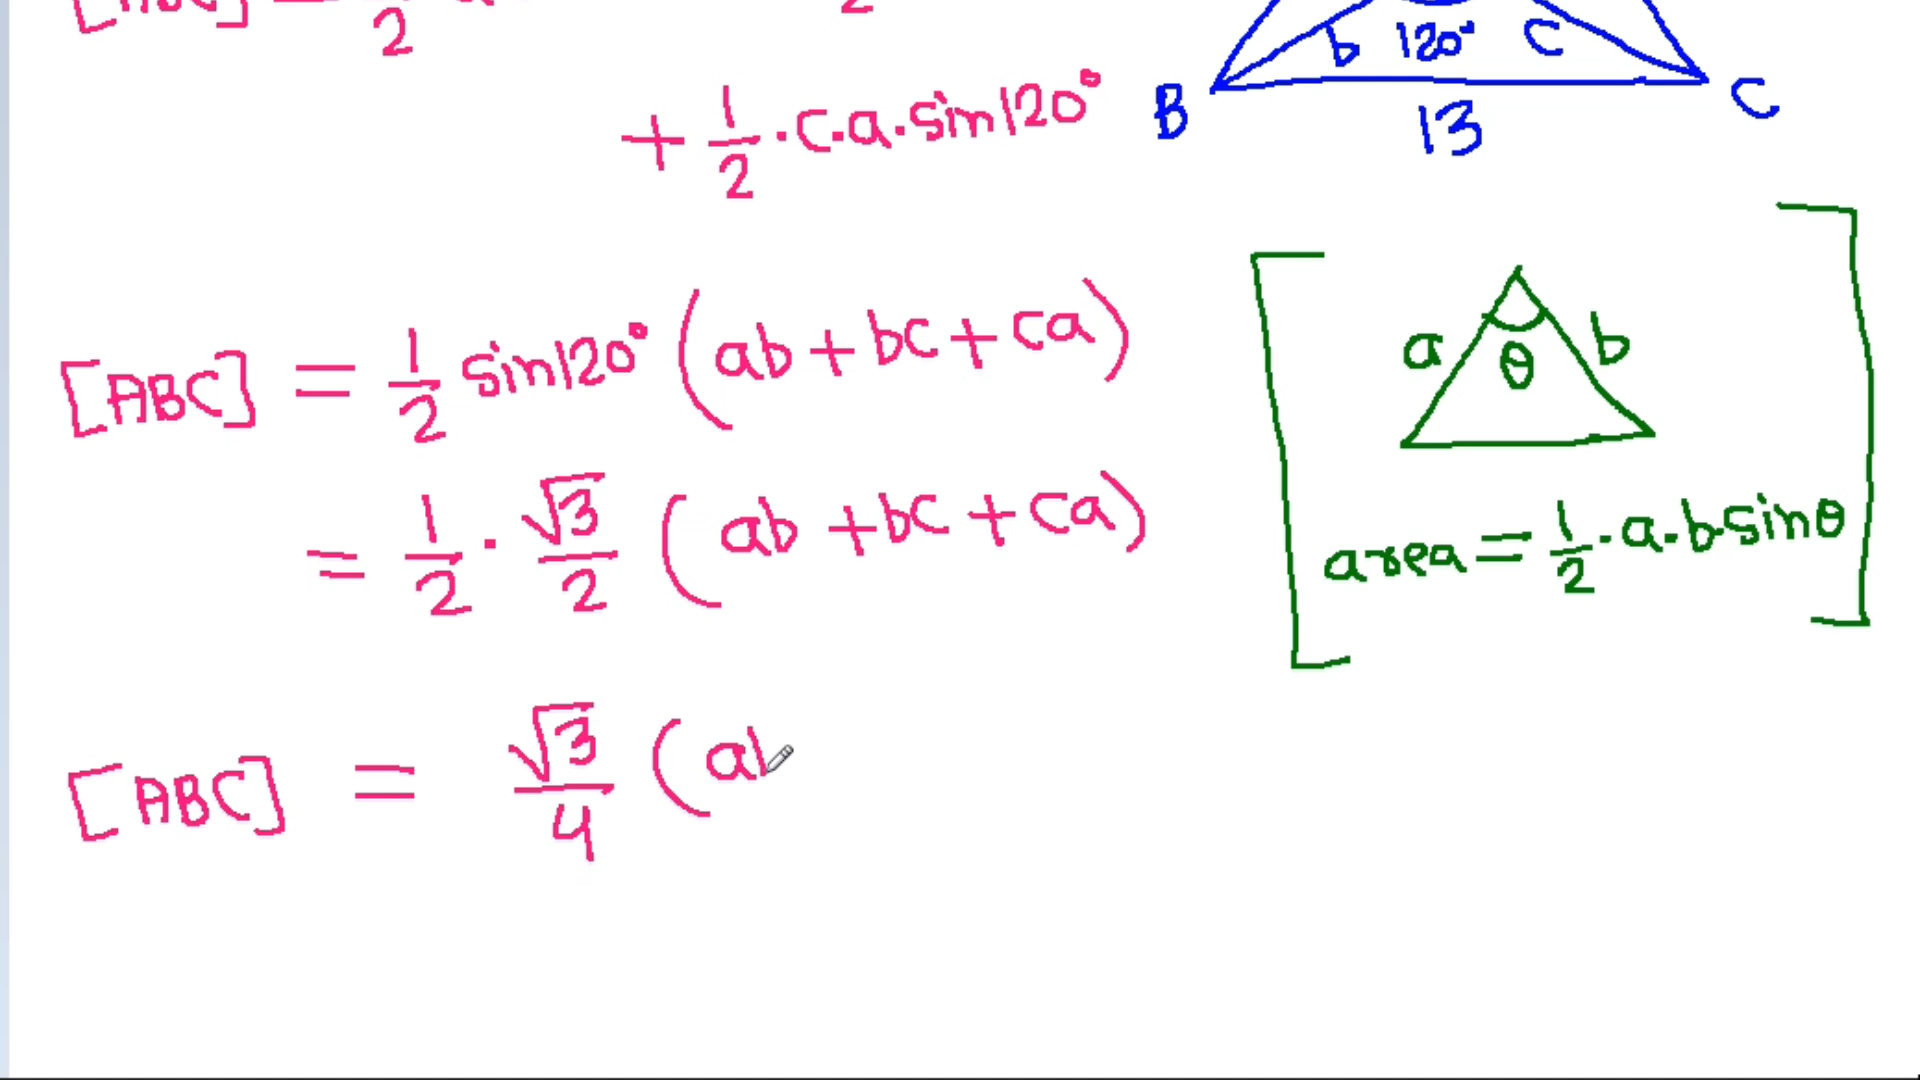 [ABC] =
2
2
b 120° C
+ 1/2 · c.a. sin120°
B
C
13
[ABC] = 1/2 sin120° (ab + bc + ca)
a θ b
= 1/2 · √3/2 (ab + bc + ca)
area = 1/2 · a · b sinθ
[ABC] = √3/4 (ab